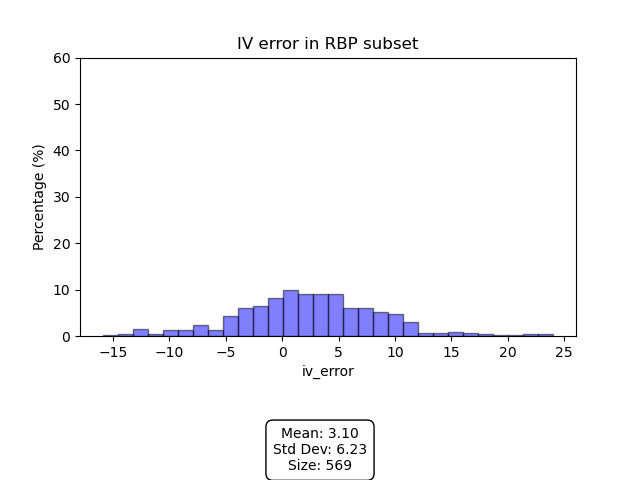 IV error in RBP subset
60
50
40
30
20
10
0
Percentage (%)
−15 −10 −5 0 5 10 15 20 25
iv_error
Mean: 3.10
Std Dev: 6.23
Size: 569